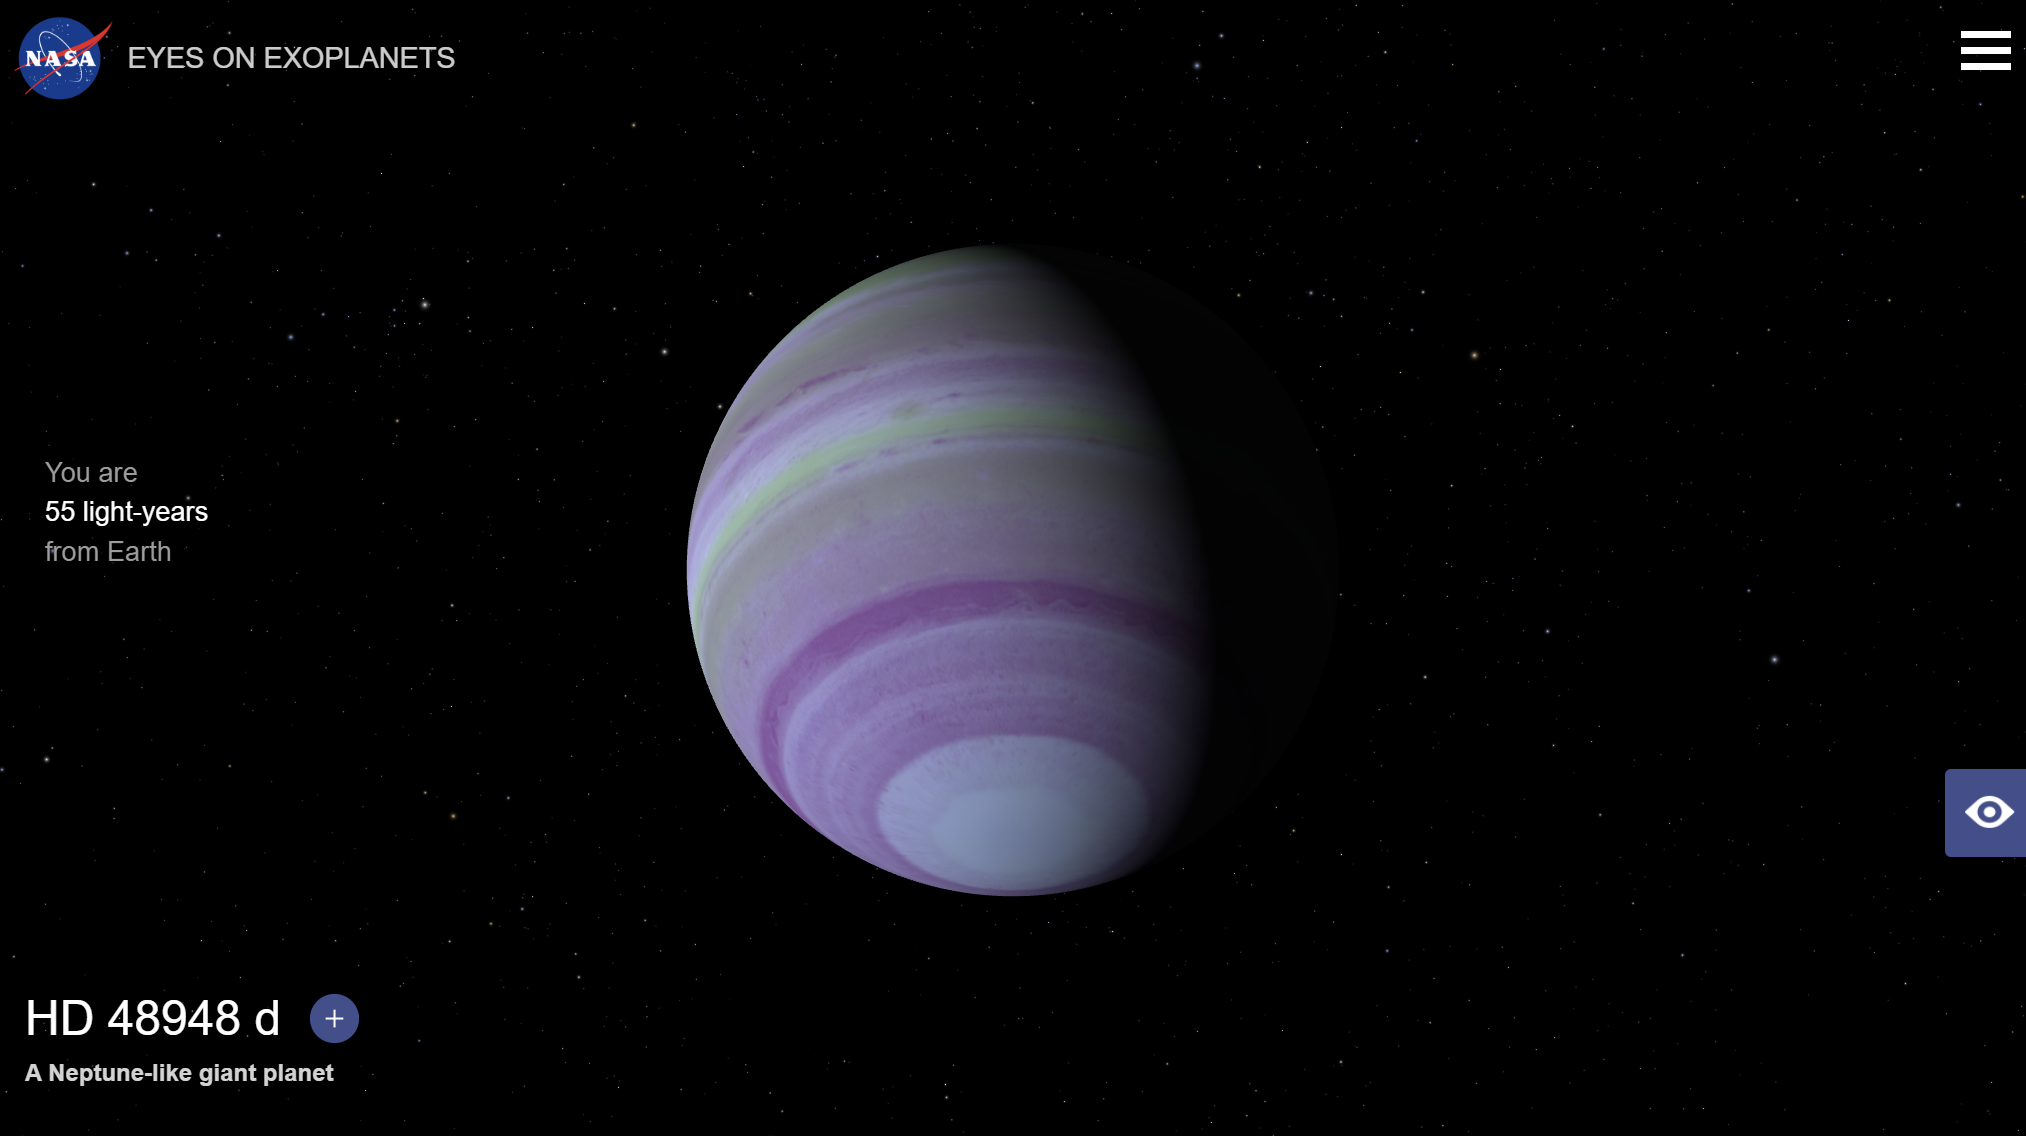 NASA
EYES ON EXOPLANETS
You are
55 light-years
from Earth
HD 48948 d
A Neptune-like giant planet